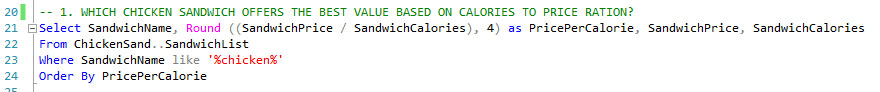 20 -- 1. WHICH CHICKEN SANDWICH OFFERS THE BEST VALUE BASED ON CALORIES TO PRICE RATION?
21 Select SandwichName, Round ((SandwichPrice / SandwichCalories), 4) as PricePerCalorie, SandwichPrice, SandwichCalories
22 From ChickenSand..SandwichList
23 Where SandwichName like '%chicken%'
24 Order By PricePerCalorie